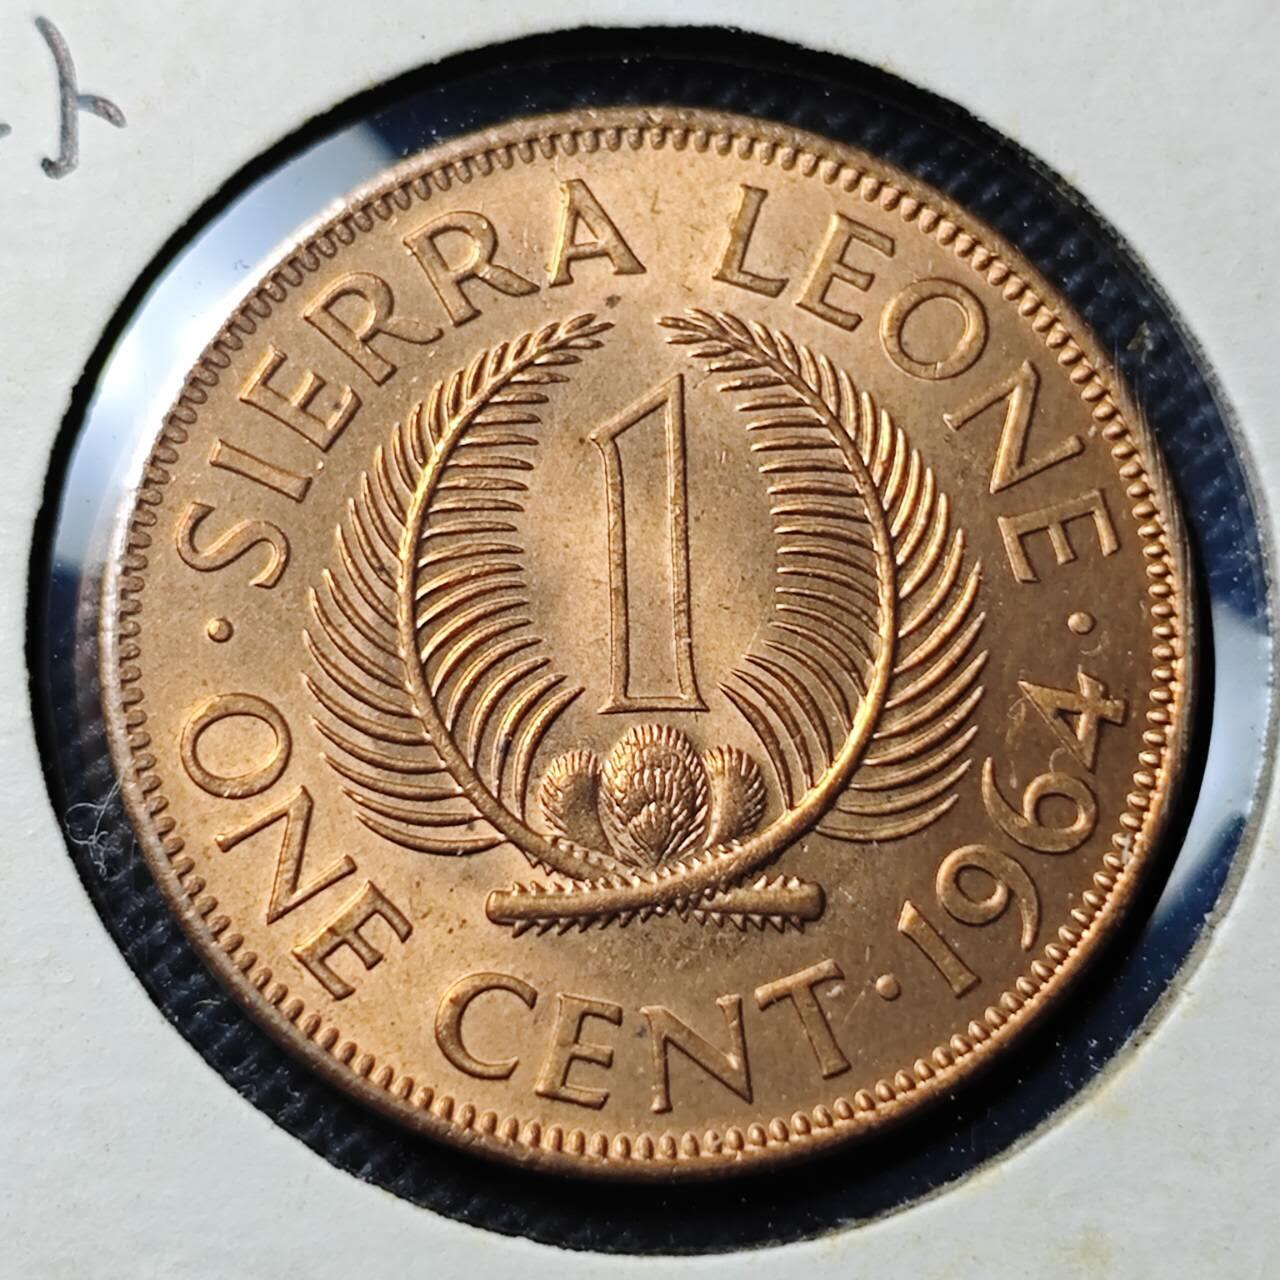 · SIERRA LEONE ·
1
ONE CENT · 1964